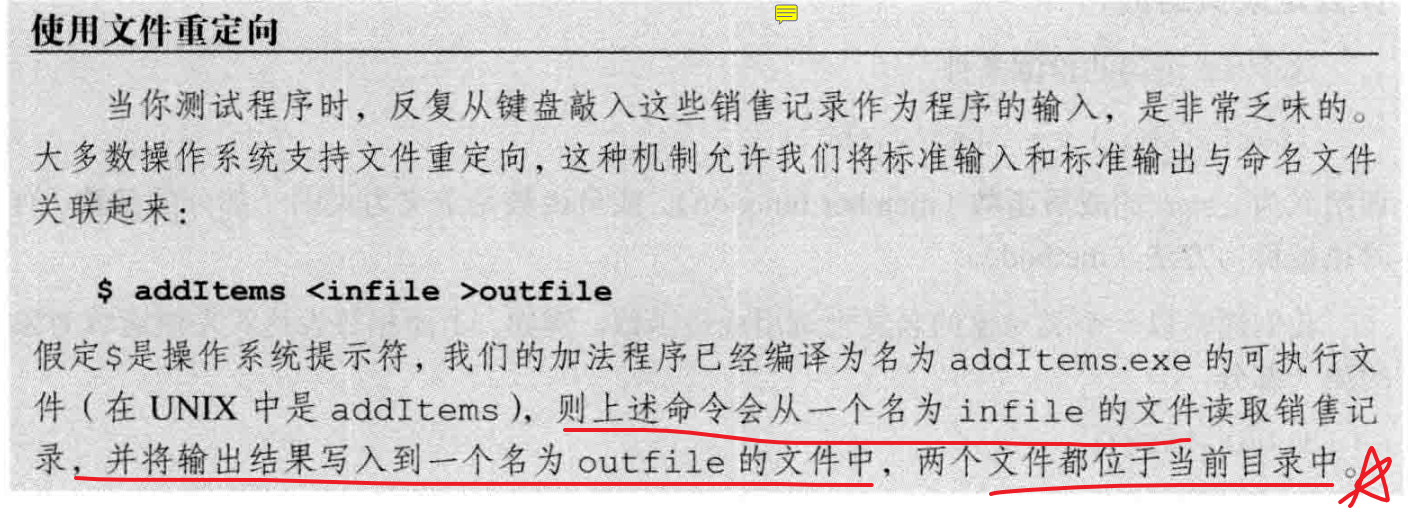 使用文件重定向
当你测试程序时，反复从键盘敲入这些销售记录作为程序的输入，是非常乏味的。
大多数操作系统支持文件重定向，这种机制允许我们将标准输入和标准输出与命名文件
关联起来：
$ addItems <infile >outfile
假定$是操作系统提示符，我们的加法程序已经编译为名为 addItems.exe 的可执行文
件（在 UNIX 中是 addItems），则上述命令会从一个名为 infile 的文件读取销售记
录，并将输出结果写入到一个名为 outfile 的文件中，两个文件都位于当前目录中。